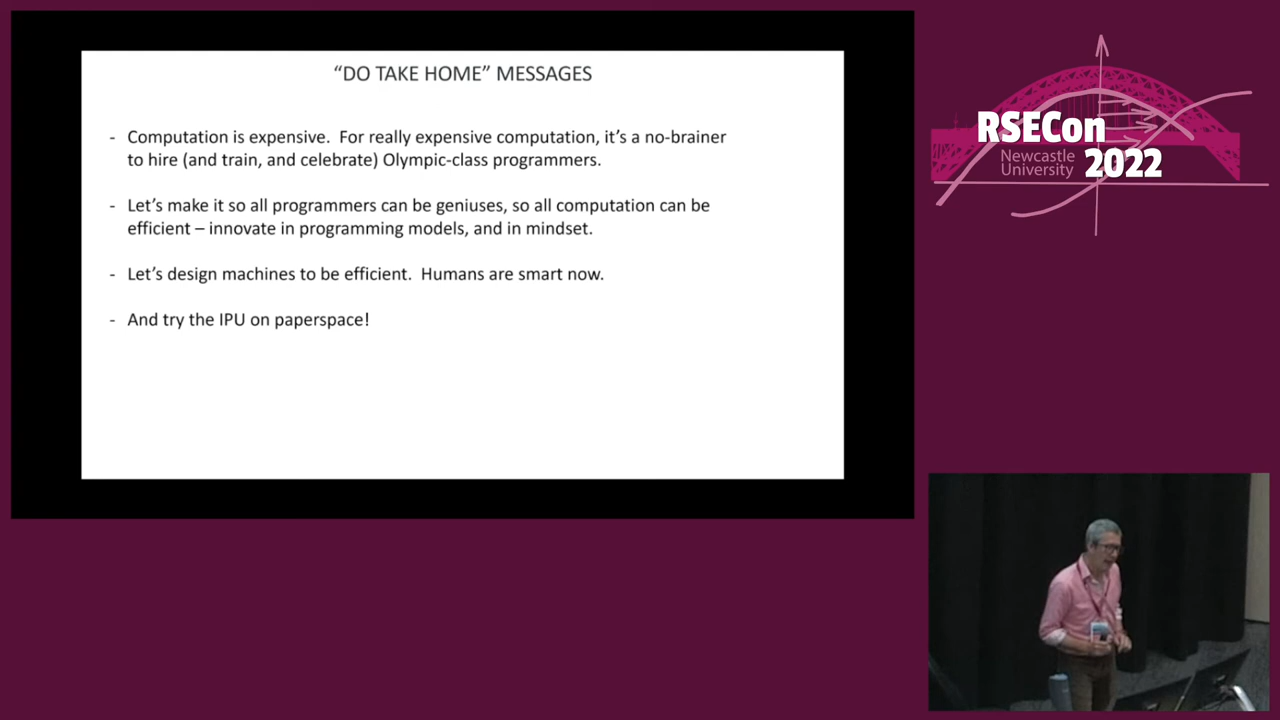 “DO TAKE HOME” MESSAGES
- Computation is expensive. For really expensive computation, it’s a no-brainer
to hire (and train, and celebrate) Olympic-class programmers.
- Let’s make it so all programmers can be geniuses, so all computation can be
efficient – innovate in programming models, and in mindset.
- Let’s design machines to be efficient. Humans are smart now.
- And try the IPU on paperspace!
RSECon
Newcastle
University
2022